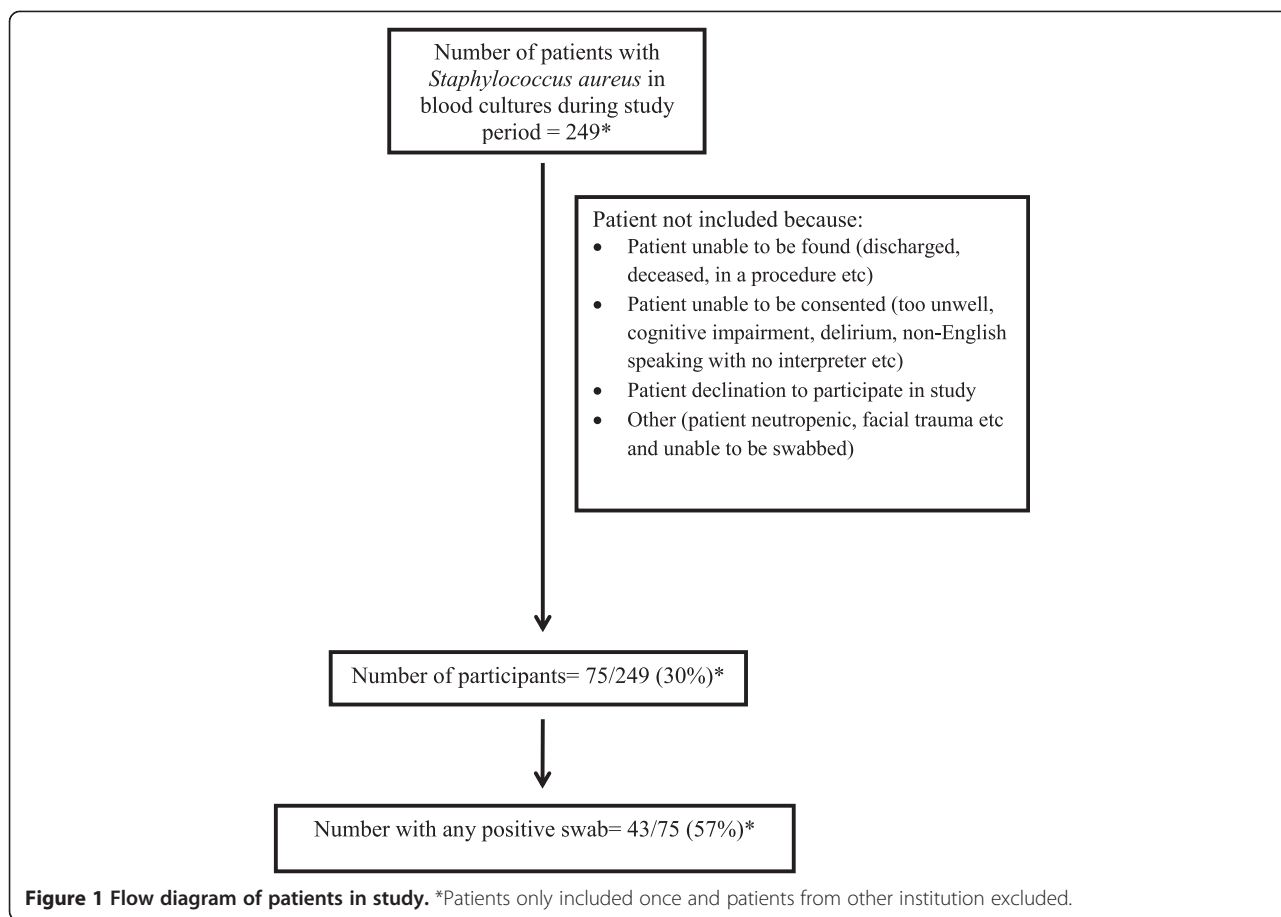 Number of patients with
Staphylococcus aureus in
blood cultures during study
period = 249*
Patient not included because:
• Patient unable to be found (discharged,
deceased, in a procedure etc)
• Patient unable to be consented (too unwell,
cognitive impairment, delirium, non-English
speaking with no interpreter etc)
• Patient declination to participate in study
• Other (patient neutropenic, facial trauma etc
and unable to be swabbed)
Number of participants= 75/249 (30%)*
Number with any positive swab= 43/75 (57%)*
Figure 1 Flow diagram of patients in study. *Patients only included once and patients from other institution excluded.